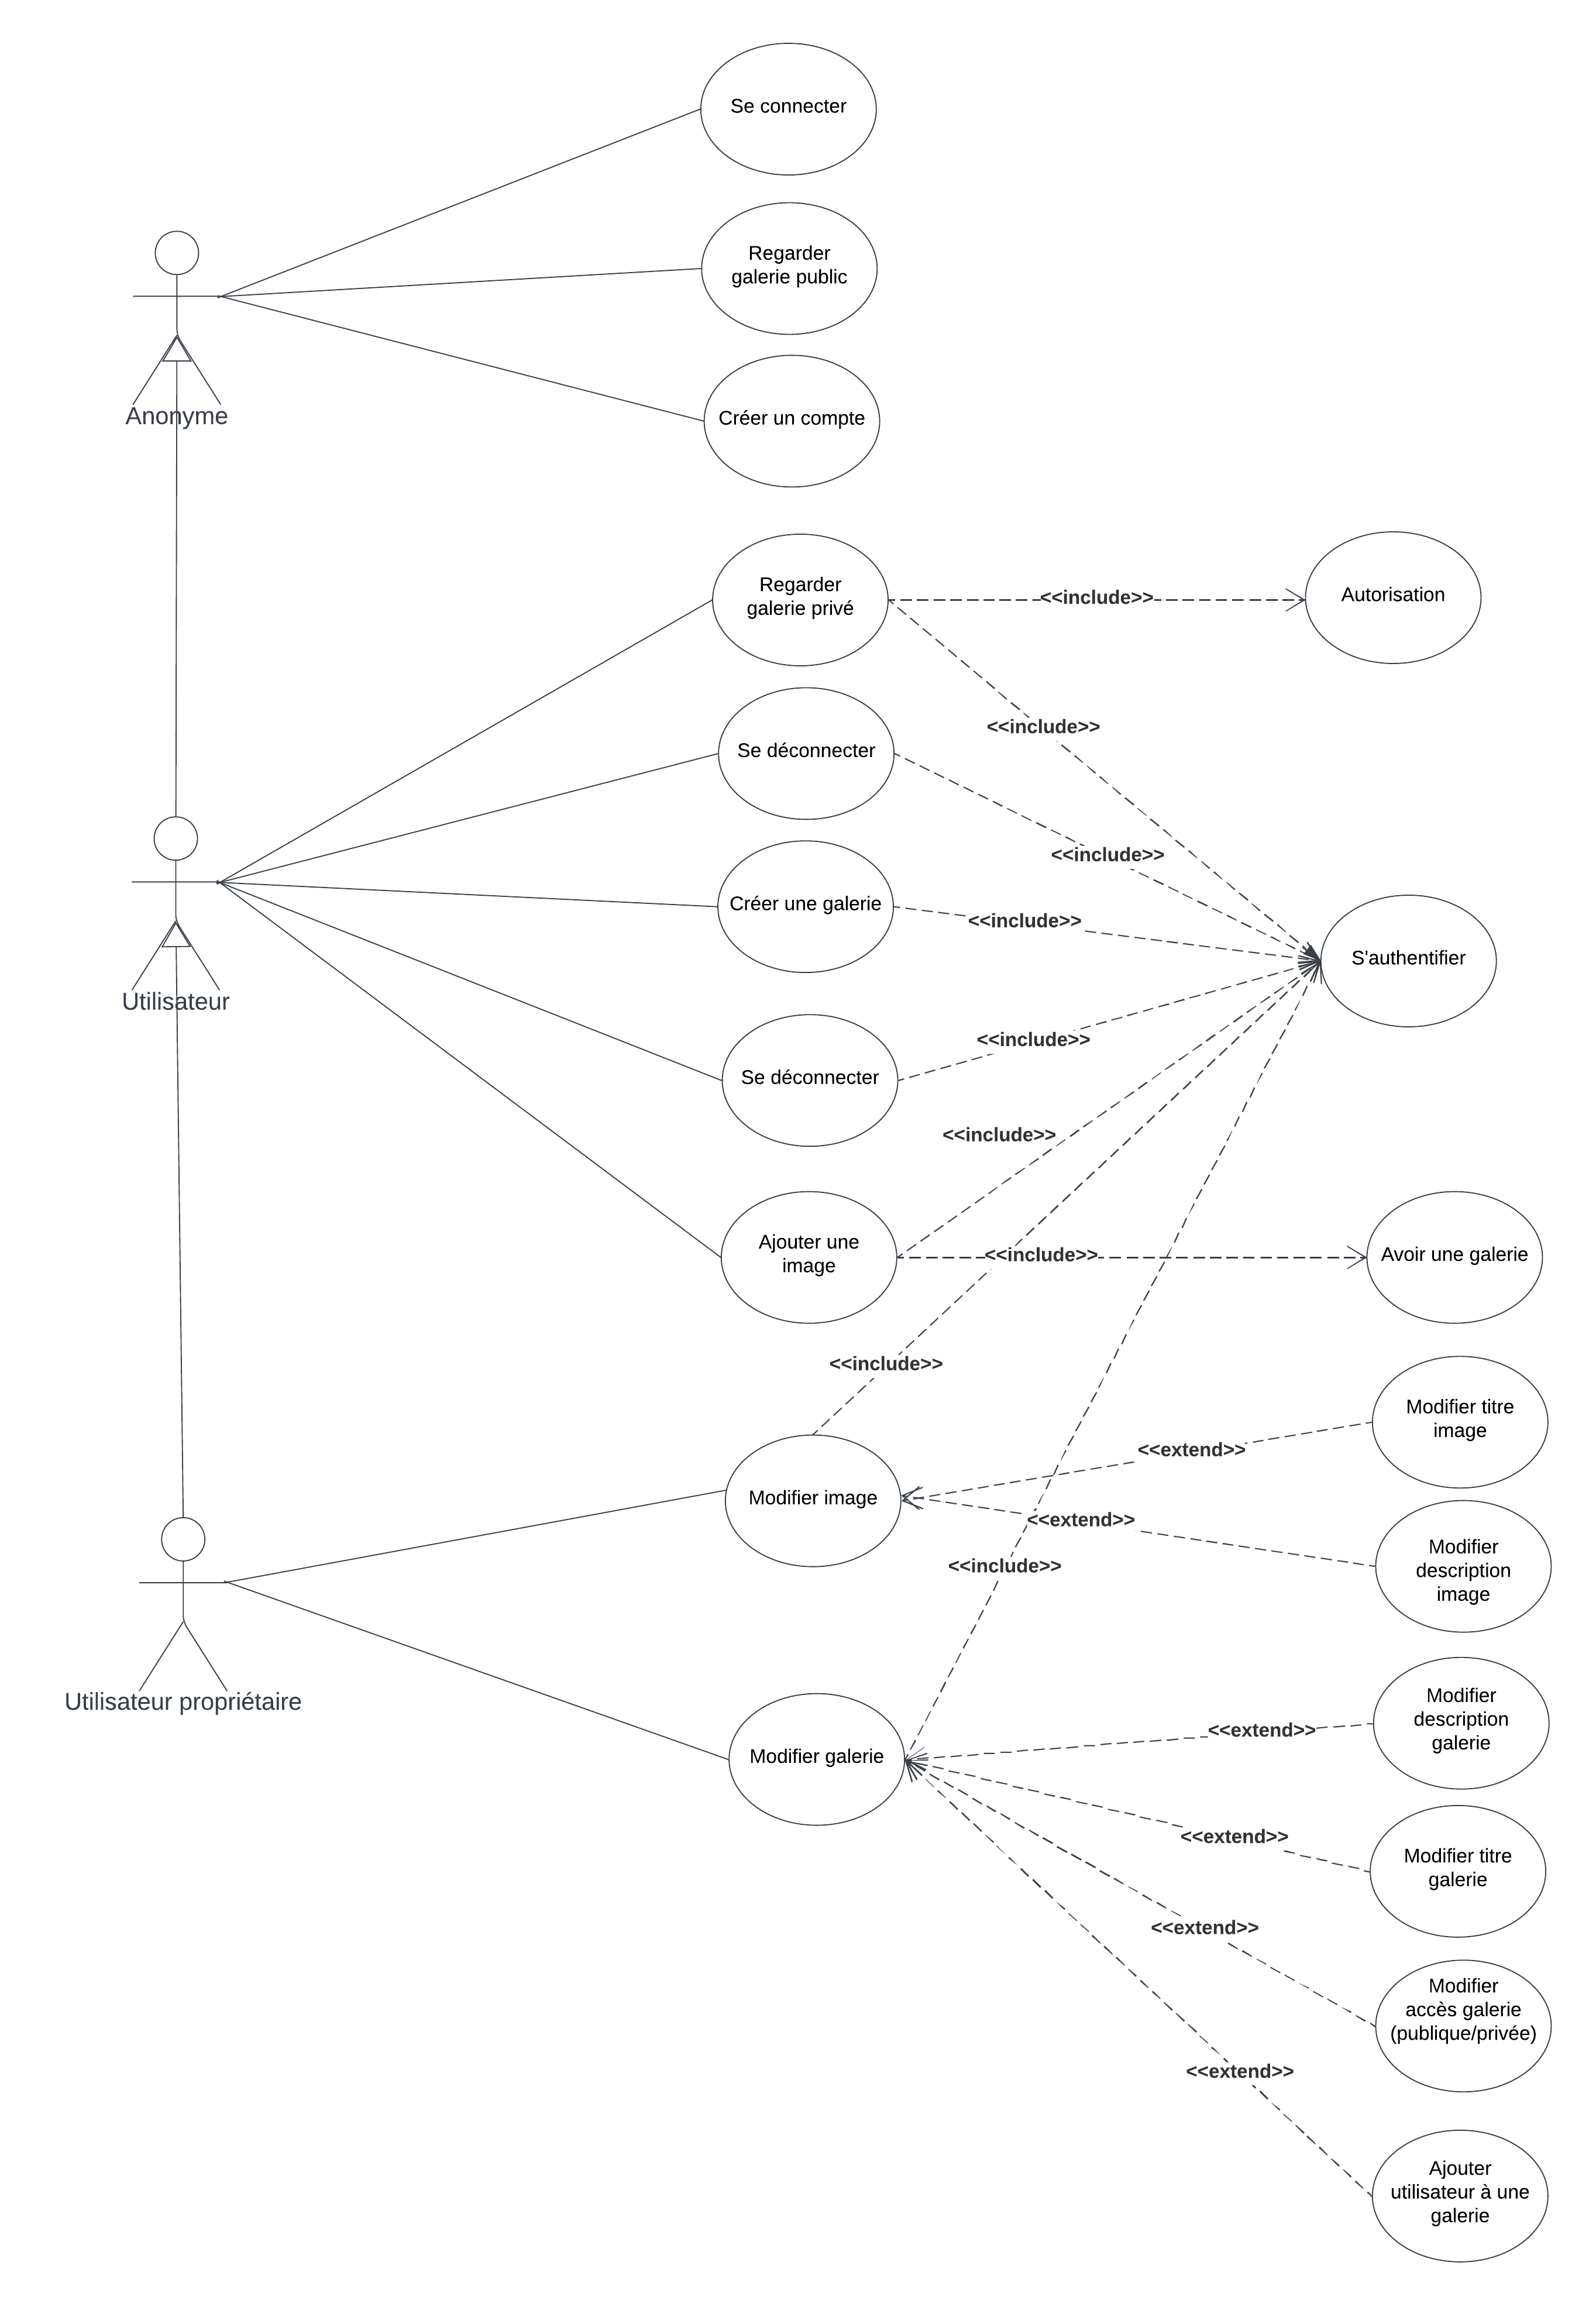 Se connecter
Regarder
galerie public
Anonyme
Créer un compte
Regarder
galerie privé
<<include>>
Autorisation
<<include>>
Se déconnecter
<<include>>
Créer une galerie
<<include>>
S'authentifier
Utilisateur
<<include>>
Se déconnecter
<<include>>
Ajouter une
image
<<include>>
Avoir une galerie
<<include>>
Modifier titre
image
<<extend>>
Modifier image
<<extend>>
Modifier
description
image
<<include>>
Utilisateur propriétaire
Modifier
description
galerie
<<extend>>
Modifier galerie
<<extend>>
Modifier titre
galerie
<<extend>>
Modifier
accès galerie
(publique/privée)
<<extend>>
Ajouter
utilisateur à une
galerie